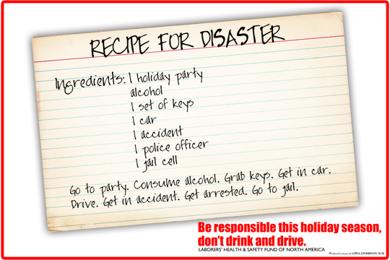 RECIPE FOR DISASTER
Ingredients: 1 holiday party
alcohol
1 set of keys
1 car
1 accident
1 police officer
1 jail cell
Go to party. Consume alcohol. Grab keys. Get in car.
Drive. Get in accident. Get arrested. Go to jail.
Be responsible this holiday season,
don't drink and drive.
LABORERS' HEALTH & SAFETY FUND OF NORTH AMERICA